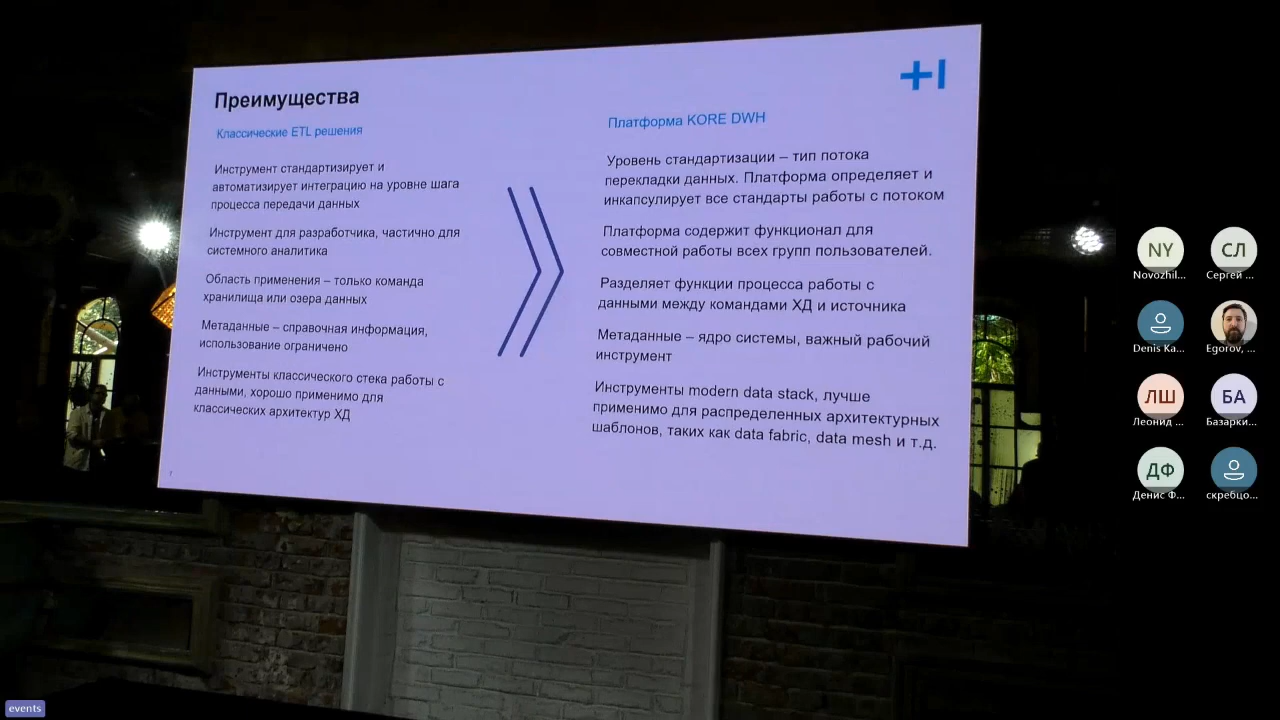 Преимущества
Классические ETL решения
Инструмент стандартизирует и
автоматизирует интеграцию на уровне шага
процесса передачи данных
Инструмент для разработчика, частично для
системного аналитика
Область применения – только команда
хранилища или озера данных
Метаданные – справочная информация,
использование ограничено
Инструменты классического стека работы с
данными, хорошо применимо для
классических архитектур ХД
7
Платформа KORE DWH
Уровень стандартизации – тип потока
перекладки данных. Платформа определяет и
инкапсулирует все стандарты работы с потоком
Платформа содержит функционал для
совместной работы всех групп пользователей.
Разделяет функции процесса работы с
данными между командами ХД и источника
Метаданные – ядро системы, важный рабочий
инструмент
Инструменты modern data stack, лучше
применимо для распределенных архитектурных
шаблонов, таких как data fabric, data mesh и т.д.
NY
Novozhil...
СЛ
Сергей ...
Denis Ka...
Egorov, ...
ЛШ
Леонид ...
БА
Базарки...
ДФ
Денис Ф...
скребцо...
events